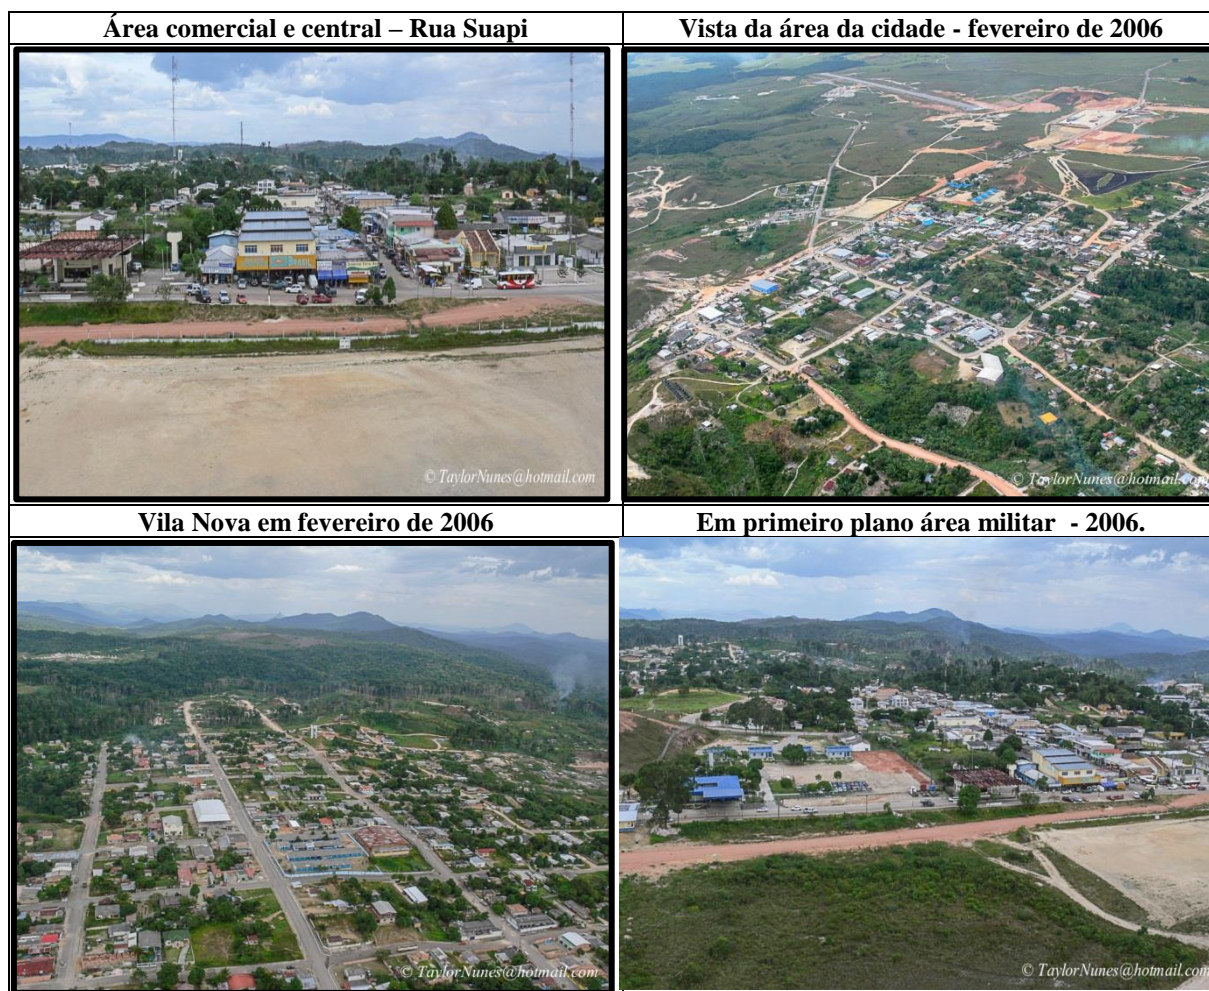 Área comercial e central – Rua Suapi
Vista da área da cidade - fevereiro de 2006
BRASIL
© TaylorNunes@hotmail.com
© TaylorNunes@hotmail.com
Vila Nova em fevereiro de 2006
Em primeiro plano área militar - 2006.
© TaylorNunes@hotmail.com
© TaylorNunes@hotmail.com